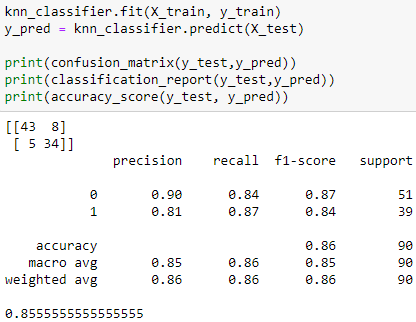 knn_classifier.fit(X_train, y_train)
y_pred = knn_classifier.predict(X_test)
print(confusion_matrix(y_test,y_pred))
print(classification_report(y_test,y_pred))
print(accuracy_score(y_test, y_pred))
[[43  8]
 [ 5 34]]
              precision    recall  f1-score   support
           0       0.90      0.84      0.87        51
           1       0.81      0.87      0.84        39
    accuracy                           0.86        90
   macro avg       0.85      0.86      0.85        90
weighted avg       0.86      0.86      0.86        90
0.8555555555555555